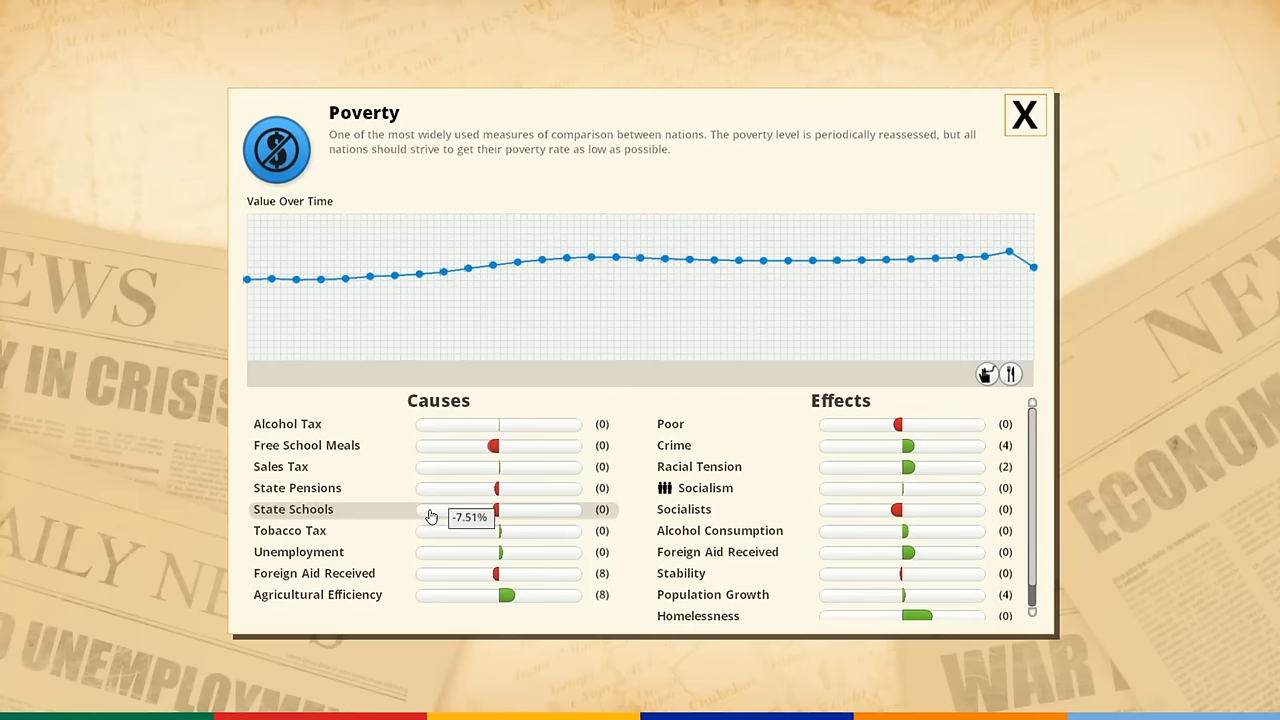 Poverty
X
One of the most widely used measures of comparison between nations. The poverty level is periodically reassessed, but all
nations should strive to get their poverty rate as low as possible.
Value Over Time
Causes
Effects
Alcohol Tax (0)
Free School Meals (0)
Sales Tax (0)
State Pensions (0)
State Schools (0)
-7.51%
Tobacco Tax (0)
Unemployment (0)
Foreign Aid Received (8)
Agricultural Efficiency (8)
Poor (0)
Crime (4)
Racial Tension (2)
Socialism (0)
Socialists (0)
Alcohol Consumption (0)
Foreign Aid Received (0)
Stability (0)
Population Growth (4)
Homelessness (0)
EWS
Y IN CRISIS
AILY NE
D UNEMPLOYM
NE
ECONOM
WAR